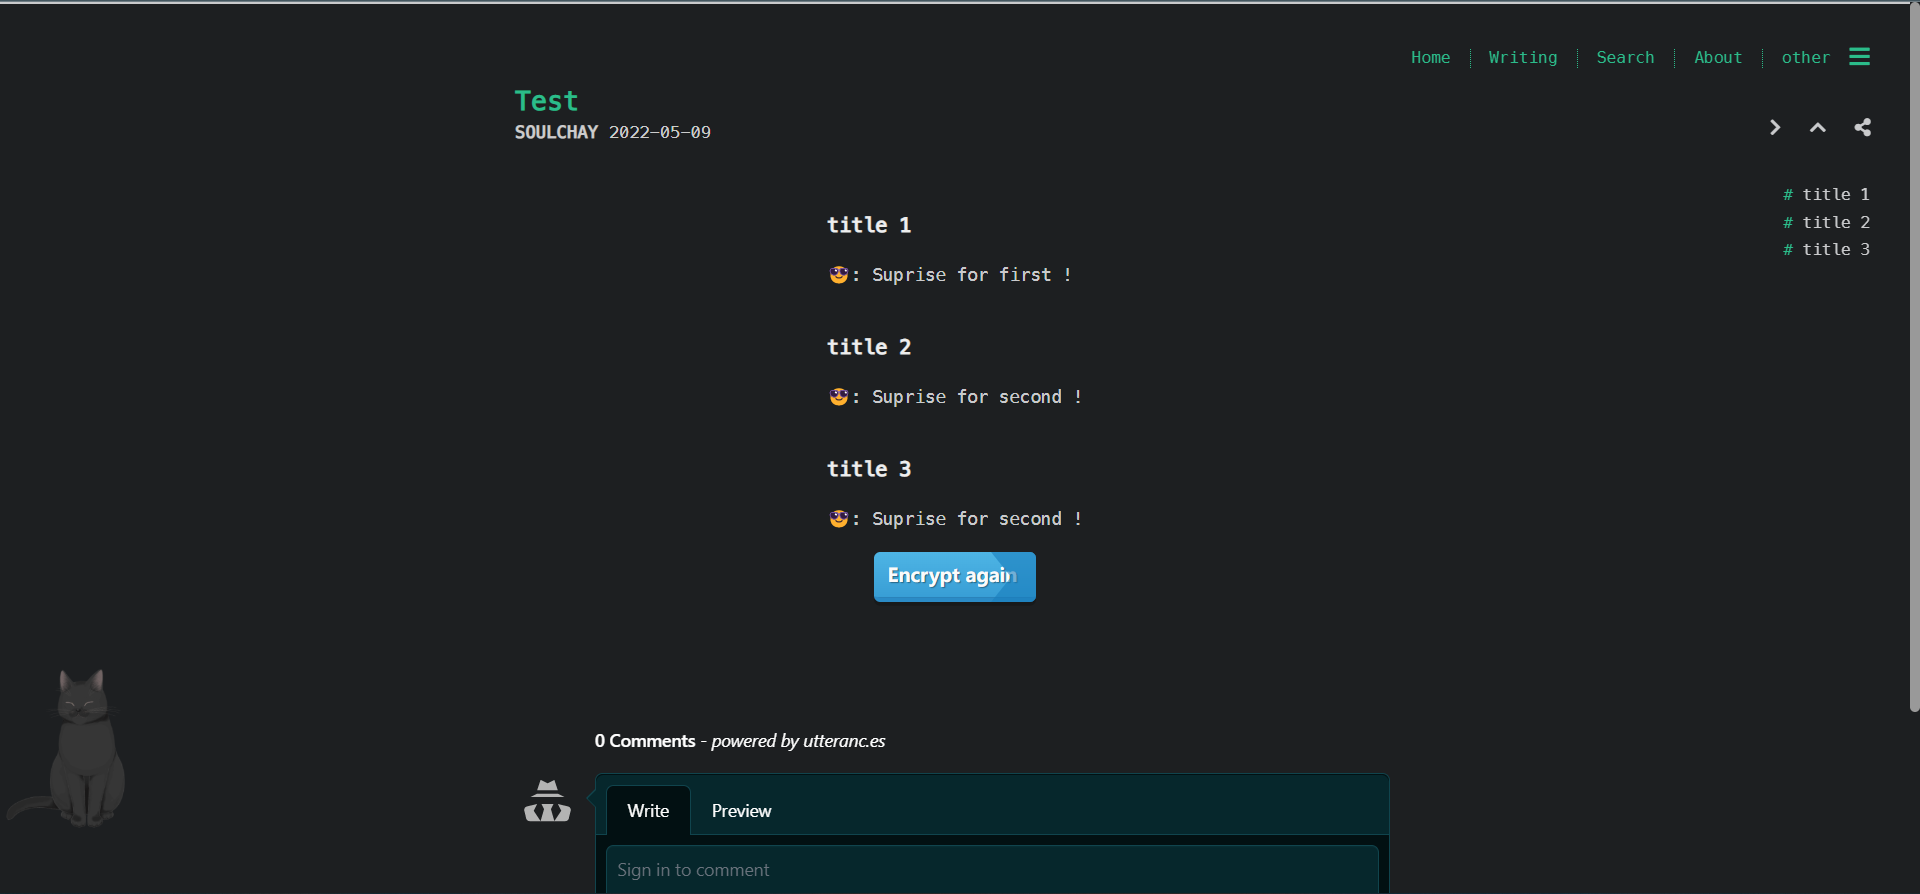 Home Writing Search About other
Test
SOULCHAY 2022-05-09
# title 1
# title 2
# title 3
title 1
😎: Suprise for first !
title 2
😎: Suprise for second !
title 3
😎: Suprise for second !
Encrypt again
0 Comments - powered by utteranc.es
Write Preview
Sign in to comment